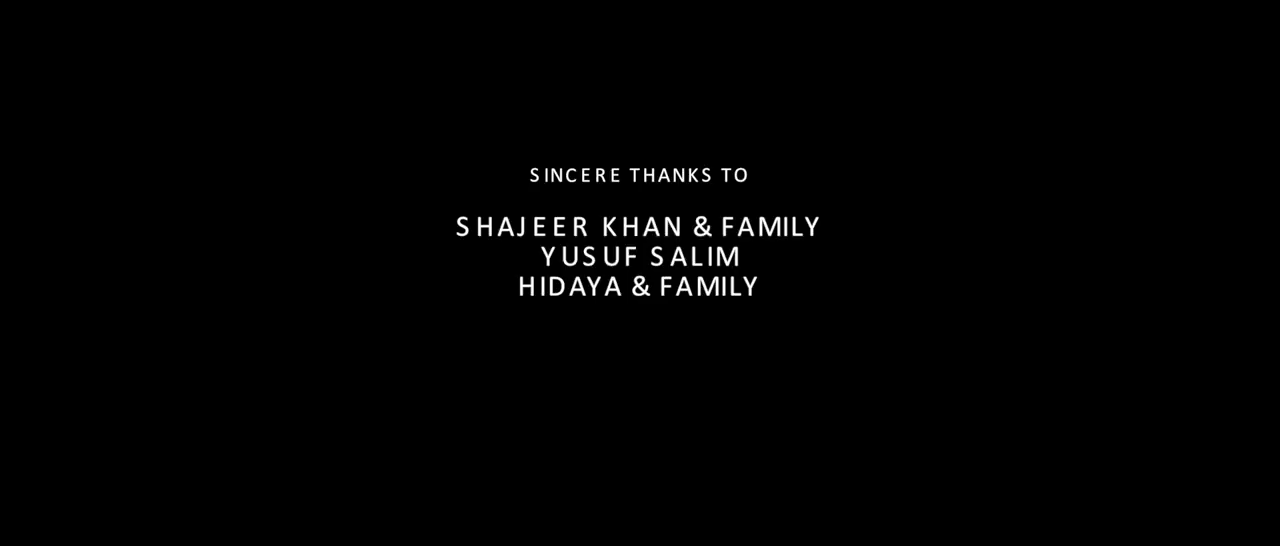 SINCERE THANKS TO
SHAJEER KHAN & FAMILY
YUSUF SALIM
HIDAYA & FAMILY